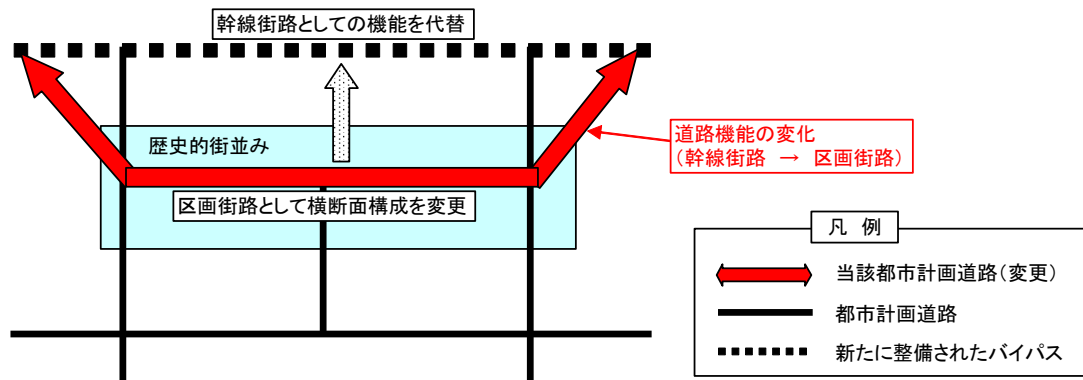 幹線街路としての機能を代替
歴史的街並み
道路機能の変化
（幹線街路 → 区画街路）
区画街路として横断面構成を変更
凡 例
当該都市計画道路（変更）
都市計画道路
新たに整備されたバイパス